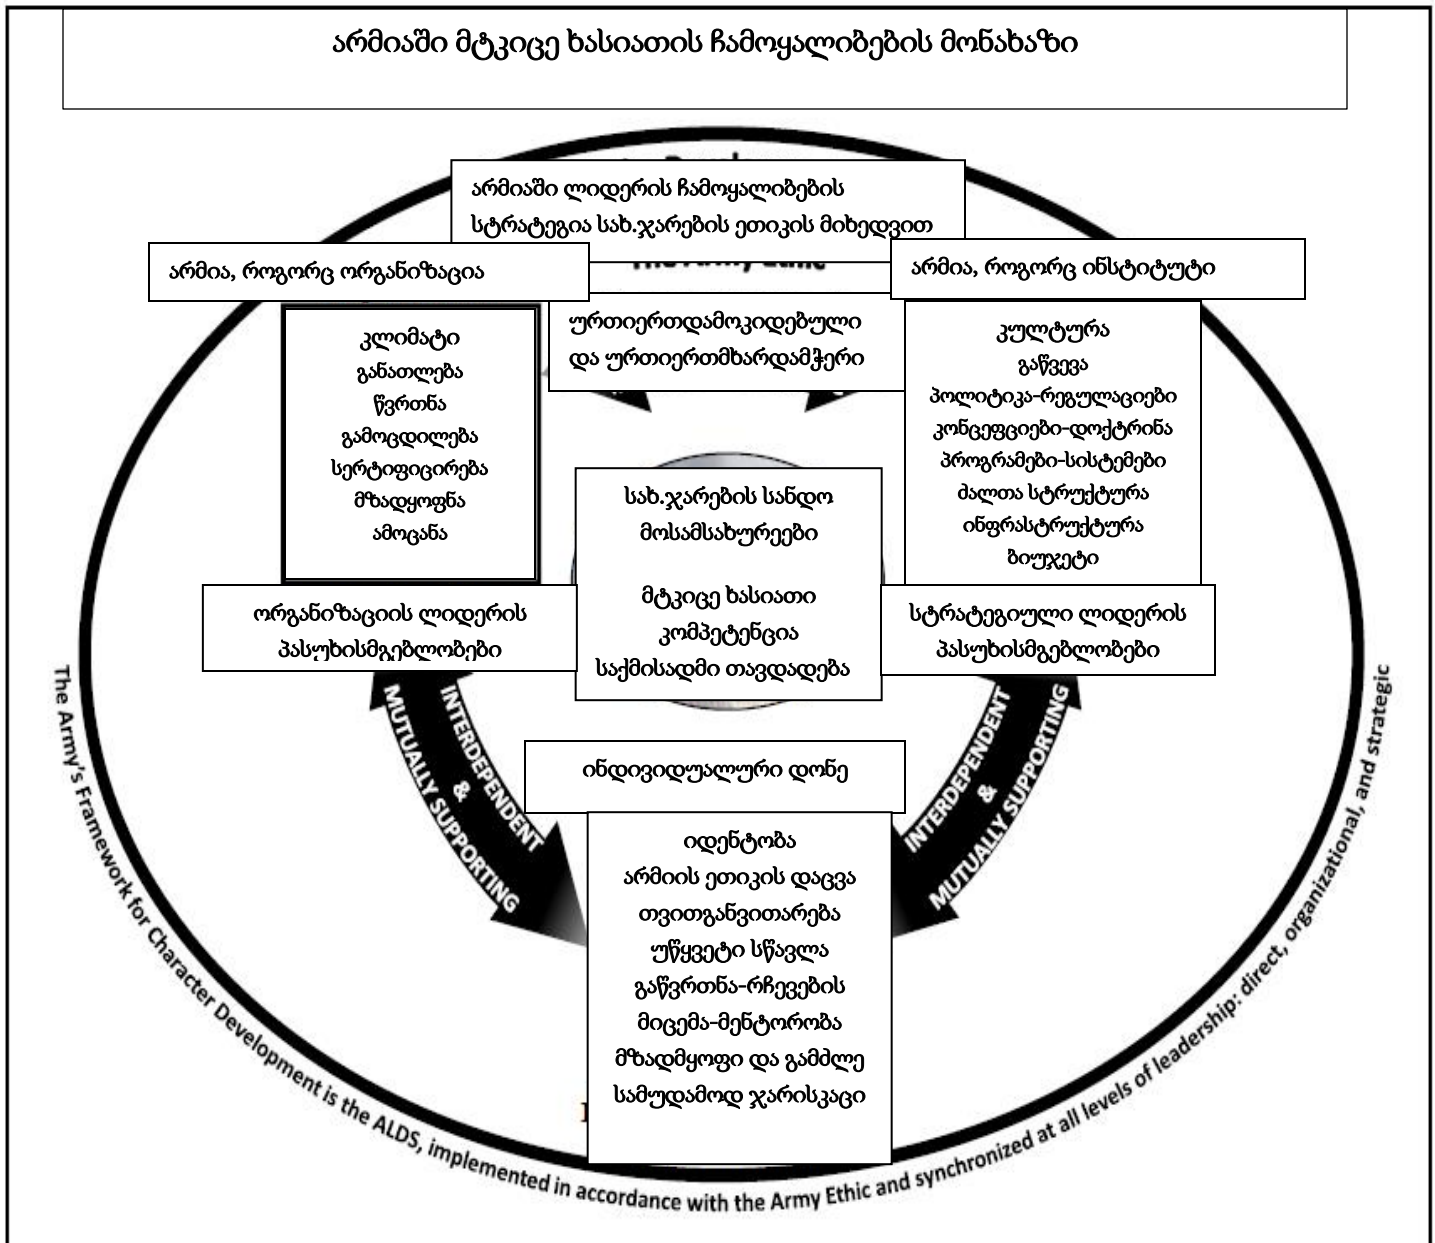 არმიაში მტკიცე ხასიათის ჩამოყალიბების მონახაზი
არმიაში ლიდერის ჩამოყალიბების
სტრატეგია სახ.ჯარების ეთიკის მიხედვით
არმია, როგორც ორგანიზაცია
კლიმატი
განათლება
წვრთნა
გამოცდილება
სერტიფიცირება
მზადყოფნა
ამოცანა
ორგანიზაციის ლიდერის
პასუხისმგებლობები
ურთიერთდამოკიდებული
და ურთიერთმხარდამჭერი
არმია, როგორც ინსტიტუტი
კულტურა
გაწვევა
პოლიტიკა-რეგულაციები
კონცეფციები-დოქტრინა
პროგრამები-სისტემები
ძალთა სტრუქტურა
ინფრასტრუქტურა
ბიუჯეტი
სტრატეგიული ლიდერის
პასუხისმგებლობები
სახ.ჯარების სანდო
მოსამსახურეები
მტკიცე ხასიათი
კომპეტენცია
საქმისადმი თავდადება
INTERDEPENDENT
&
MUTUALLY SUPPORTING
INTERDEPENDENT
&
MUTUALLY SUPPORTING
ინდივიდუალური დონე
იდენტობა
არმიის ეთიკის დაცვა
თვითგანვითარება
უწყვეტი სწავლა
გაწვრთნა-რჩევების
მიცემა-მენტორობა
მზადმყოფი და გამძლე
სამუდამოდ ჯარისკაცი
The Army's Framework for Character Development is the ALDS, implemented in accordance with the Army Ethic and synchronized at all levels of leadership: direct, organizational, and strategic